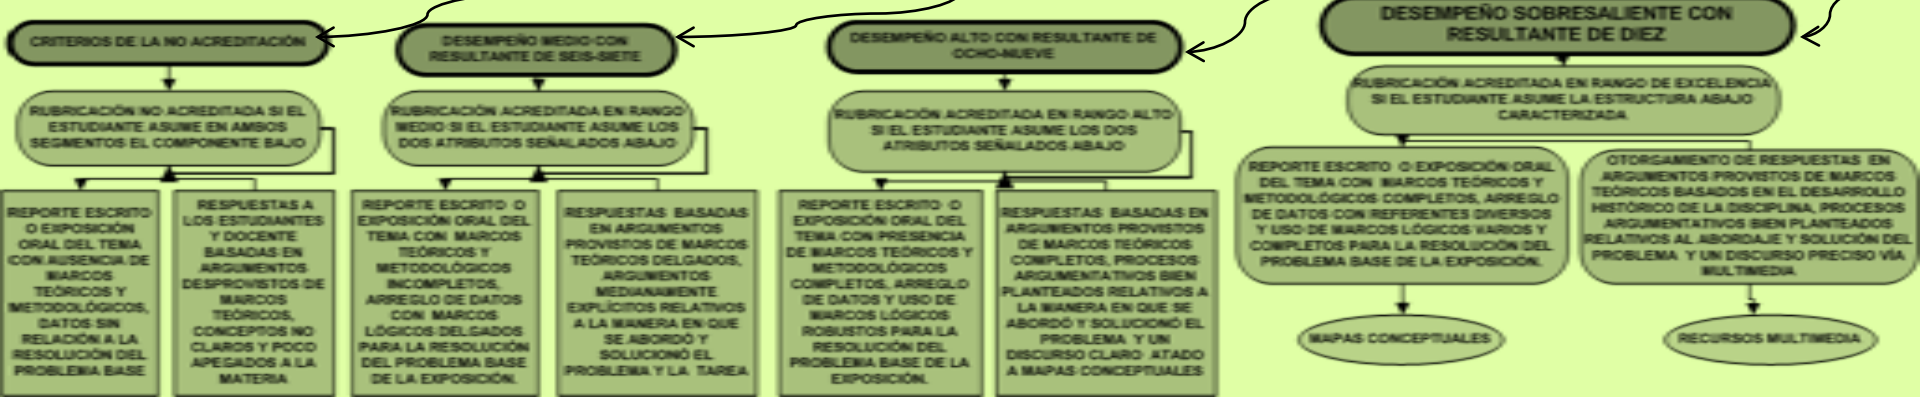 CRITERIOS DE LA NO ACREDITACIÓN
RUBRICACIÓN NO ACREDITADA SI EL
ESTUDIANTE ASUME EN AMBOS
SEGMENTOS EL COMPONENTE BAJO
REPORTE ESCRITO
O EXPOSICIÓN
ORAL DEL TEMA
CON AUSENCIA DE
MARCOS
TEÓRICOS Y
METODOLÓGICOS,
DATOS SIN
RELACIÓN A LA
RESOLUCIÓN DEL
PROBLEMA BASE
RESPUESTAS A
LOS ESTUDIANTES
Y DOCENTE
BASADAS EN
ARGUMENTOS
DESPROVISTOS DE
MARCOS
TEÓRICOS,
CONCEPTOS NO
CLAROS Y POCO
APEGADOS A LA
MATERIA
DESEMPEÑO MEDIO CON
RESULTANTE DE SEIS-SIETE
RUBRICACIÓN ACREDITADA EN RANGO
MEDIO SI EL ESTUDIANTE ASUME LOS
DOS ATRIBUTOS SEÑALADOS ABAJO
REPORTE ESCRITO O
EXPOSICIÓN ORAL DEL
TEMA CON MARCOS
TEÓRICOS Y
METODOLÓGICOS
INCOMPLETOS,
ARREGLO DE DATOS
CON MARCOS
LÓGICOS DELGADOS
PARA LA RESOLUCIÓN
DEL PROBLEMA BASE
DE LA EXPOSICIÓN.
RESPUESTAS BASADAS
EN ARGUMENTOS
PROVISTOS DE MARCOS
TEÓRICOS DELGADOS,
ARGUMENTOS
MEDIANAMENTE
EXPLÍCITOS RELATIVOS
A LA MANERA EN QUE
SE ABORDÓ Y
SOLUCIONÓ EL
PROBLEMA Y LA TAREA
DESEMPEÑO ALTO CON RESULTANTE DE
OCHO-NUEVE
RUBRICACIÓN ACREDITADA EN RANGO ALTO
SI EL ESTUDIANTE ASUME LOS DOS
ATRIBUTOS SEÑALADOS ABAJO
REPORTE ESCRITO O
EXPOSICIÓN ORAL DEL
TEMA CON PRESENCIA
DE MARCOS TEÓRICOS Y
METODOLÓGICOS
COMPLETOS, ARREGLO
DE DATOS Y USO DE
MARCOS LÓGICOS
ROBUSTOS PARA LA
RESOLUCIÓN DEL
PROBLEMA BASE DE LA
EXPOSICIÓN.
RESPUESTAS BASADAS EN
ARGUMENTOS PROVISTOS
DE MARCOS TEÓRICOS
COMPLETOS, PROCESOS
ARGUMENTATIVOS BIEN
PLANTEADOS RELATIVOS A
LA MANERA EN QUE SE
ABORDÓ Y SOLUCIONÓ EL
PROBLEMA Y UN
DISCURSO CLARO ATADO
A MAPAS CONCEPTUALES
DESEMPEÑO SOBRESALIENTE CON
RESULTANTE DE DIEZ
RUBRICACIÓN ACREDITADA EN RANGO DE EXCELENCIA
SI EL ESTUDIANTE ASUME LA ESTRUCTURA ABAJO
CARACTERIZADA
REPORTE ESCRITO O EXPOSICIÓN ORAL
DEL TEMA CON MARCOS TEÓRICOS Y
METODOLÓGICOS COMPLETOS, ARREGLO
DE DATOS CON REFERENTES DIVERSOS
Y USO DE MARCOS LÓGICOS VARIOS Y
COMPLETOS PARA LA RESOLUCIÓN DEL
PROBLEMA BASE DE LA EXPOSICIÓN.
MAPAS CONCEPTUALES
OTORGAMIENTO DE RESPUESTAS EN
ARGUMENTOS PROVISTOS DE MARCOS
TEÓRICOS BASADOS EN EL DESARROLLO
HISTÓRICO DE LA DISCIPLINA, PROCESOS
ARGUMENTATIVOS BIEN PLANTEADOS
RELATIVOS AL ABORDAJE Y SOLUCIÓN DEL
PROBLEMA Y UN DISCURSO PRECISO VÍA
MULTIMEDIA
RECURSOS MULTIMEDIA